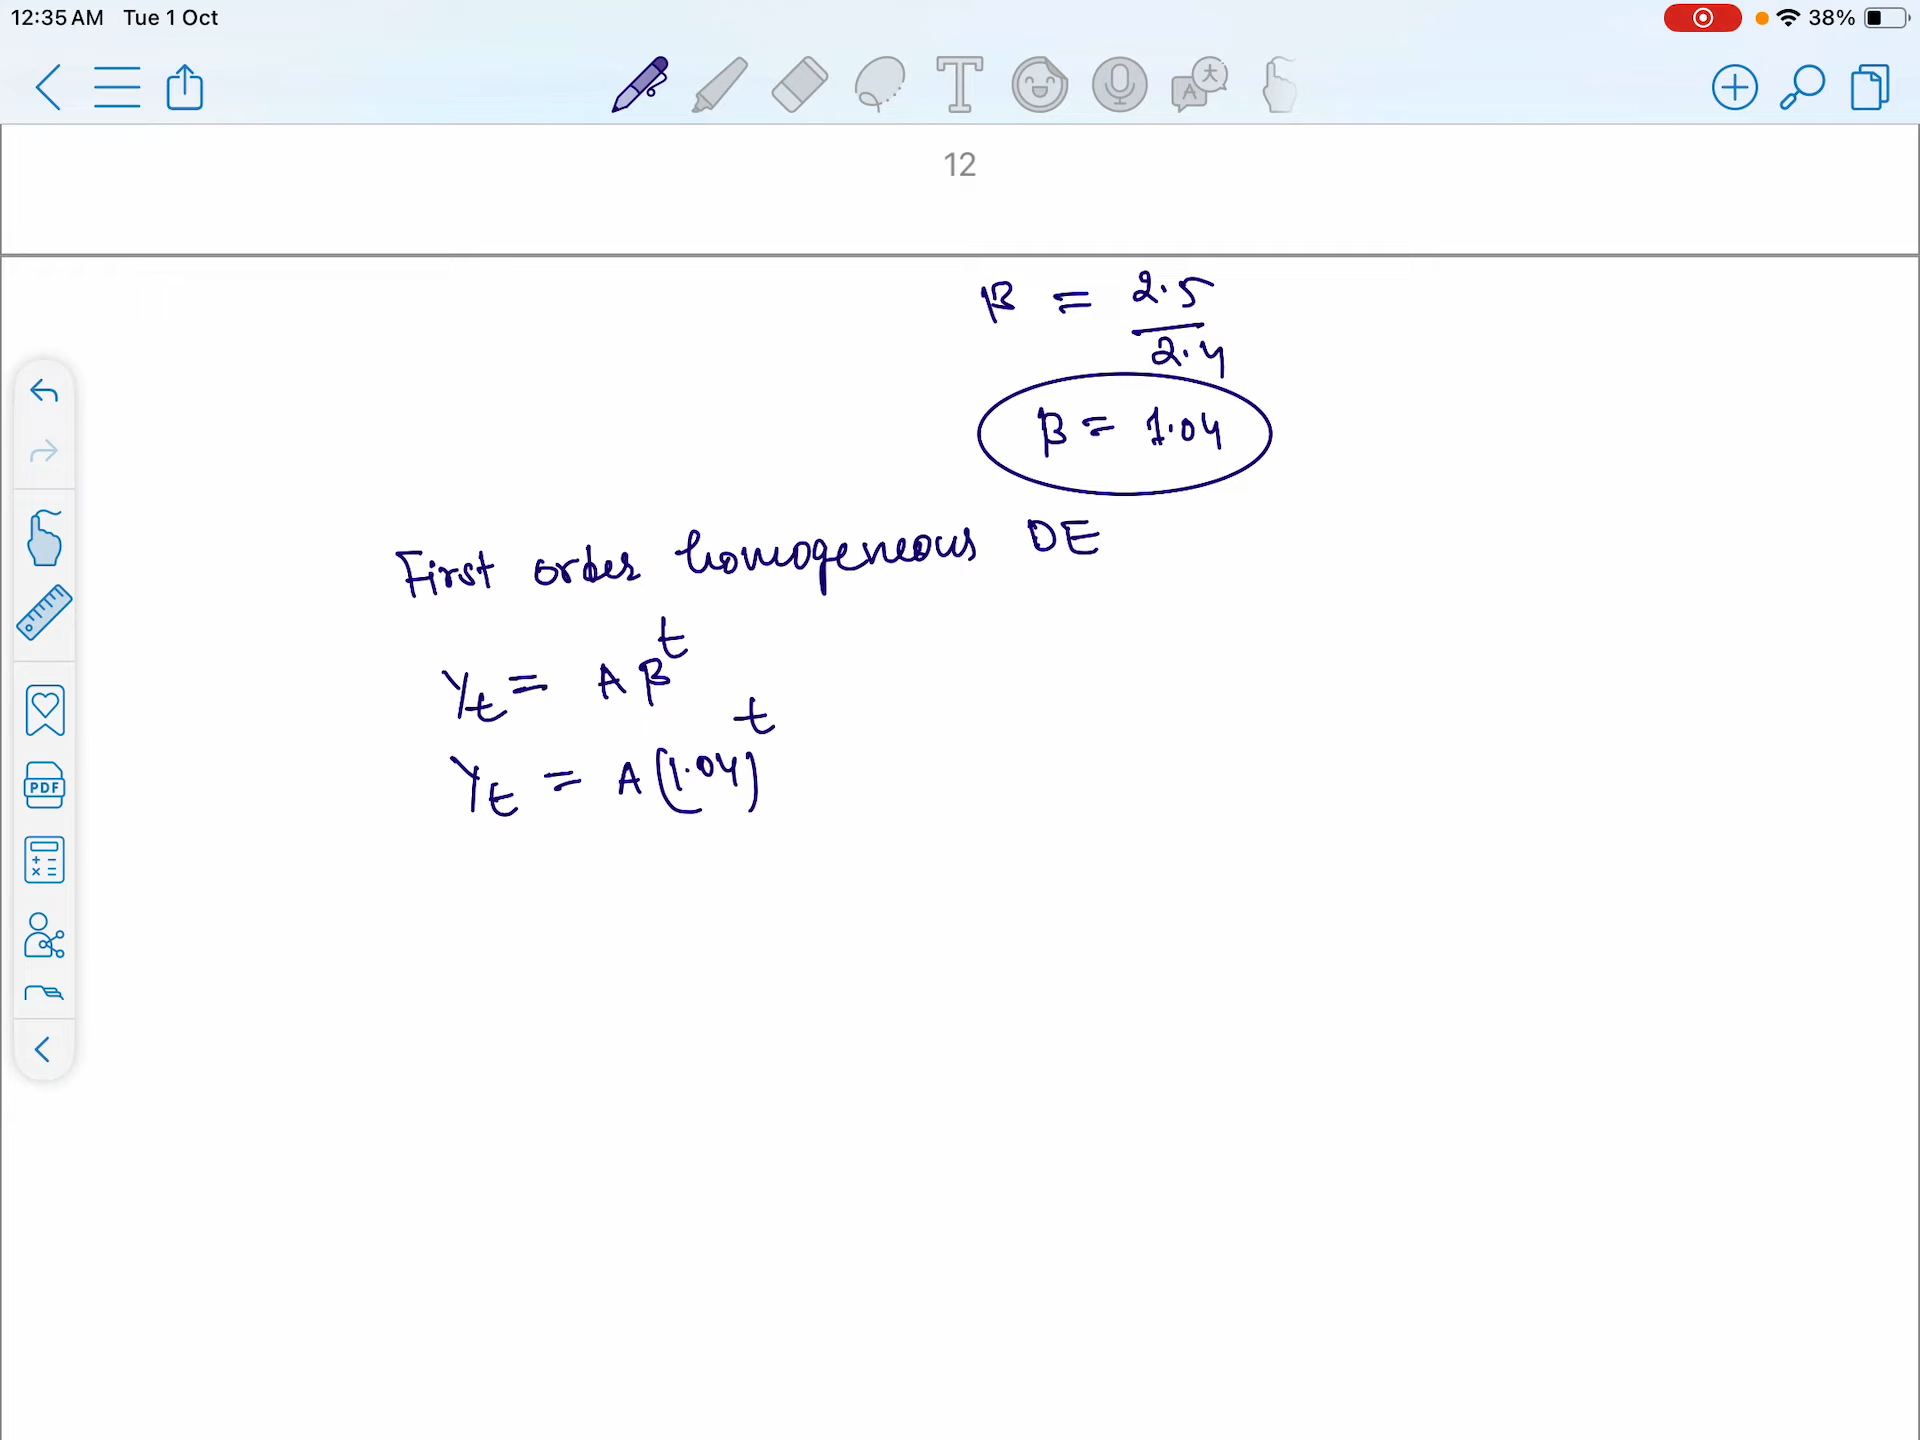 12:35 AM Tue 1 Oct 38%
12
β = 2.5
2.4
β = 1.04
First order homogeneous DE
Yt = A β^t
Yt = A (1.04)^t
PDF